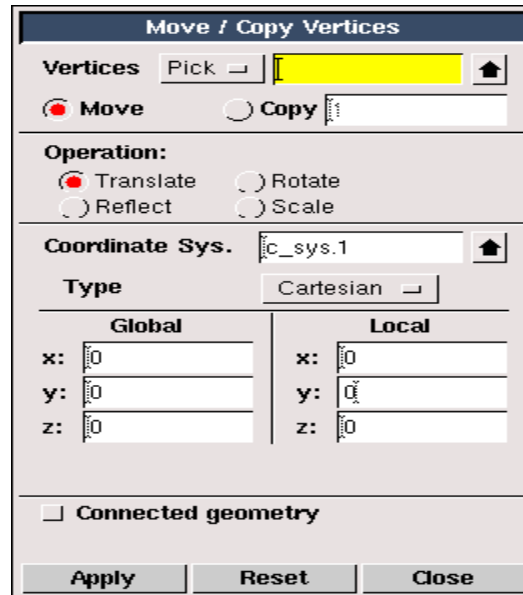 Move / Copy Vertices
Vertices Pick
Move Copy 1
Operation:
Translate Rotate
Reflect Scale
Coordinate Sys. c_sys.1
Type Cartesian
Global Local
x: 0 x: 0
y: 0 y: 0
z: 0 z: 0
Connected geometry
Apply Reset Close